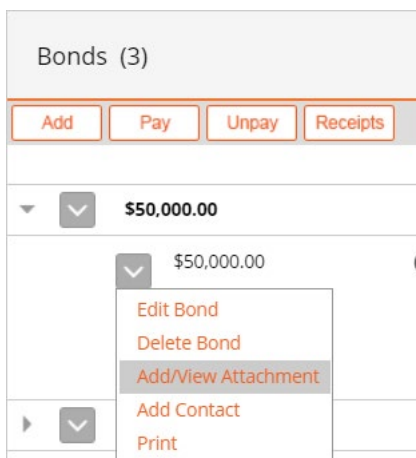 Bonds (3)
Add Pay Unpay Receipts
$50,000.00
$50,000.00
Edit Bond
Delete Bond
Add/View Attachment
Add Contact
Print